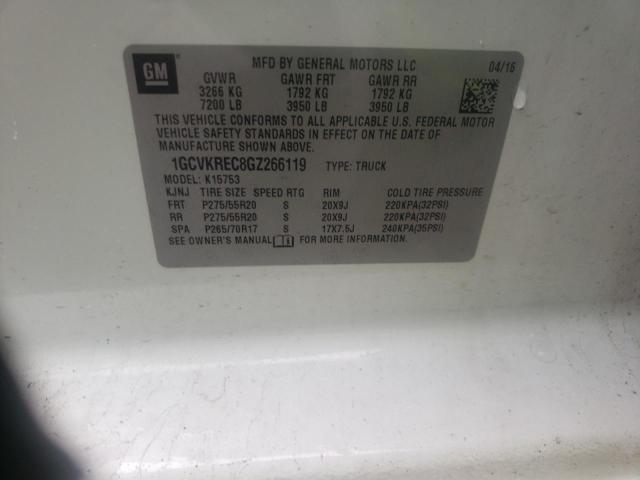 GM
MFD BY GENERAL MOTORS LLC 04/16
GVWR GAWR FRT GAWR RR
3266 KG 1792 KG 1792 KG
7200 LB 3950 LB 3950 LB
THIS VEHICLE CONFORMS TO ALL APPLICABLE U.S. FEDERAL MOTOR
VEHICLE SAFETY STANDARDS IN EFFECT ON THE DATE OF
MANUFACTURE SHOWN ABOVE.
1GCVKREC8GZ266119 TYPE: TRUCK
MODEL: K15753
KJNJ TIRE SIZE SPEED RTG RIM COLD TIRE PRESSURE
FRT P275/55R20 S 20X9J 220KPA(32PSI)
RR P275/55R20 S 20X9J 220KPA(32PSI)
SPA P265/70R17 S 17X7.5J 240KPA(35PSI)
SEE OWNER'S MANUAL FOR MORE INFORMATION.